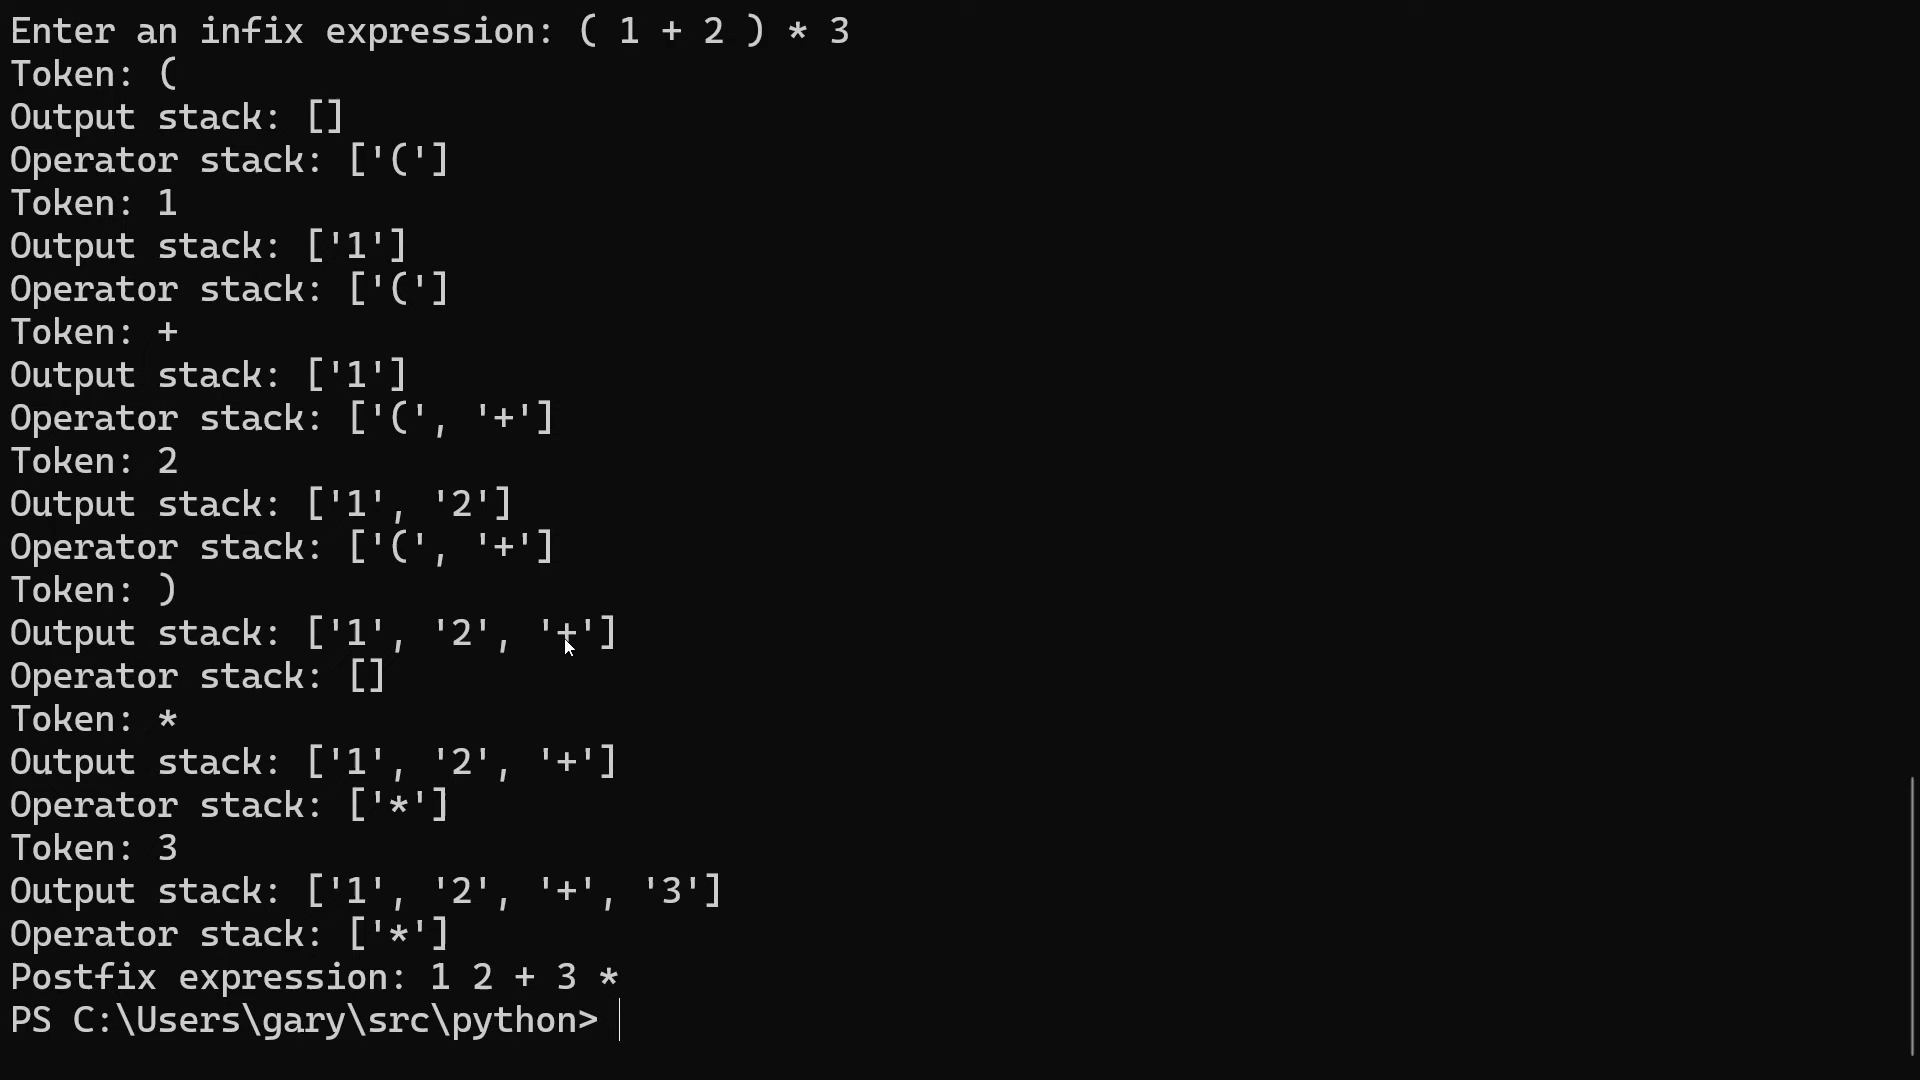 Enter an infix expression: ( 1 + 2 ) * 3
Token: (
Output stack: []
Operator stack: ['(']
Token: 1
Output stack: ['1']
Operator stack: ['(']
Token: +
Output stack: ['1']
Operator stack: ['(', '+']
Token: 2
Output stack: ['1', '2']
Operator stack: ['(', '+']
Token: )
Output stack: ['1', '2', '+']
Operator stack: []
Token: *
Output stack: ['1', '2', '+']
Operator stack: ['*']
Token: 3
Output stack: ['1', '2', '+', '3']
Operator stack: ['*']
Postfix expression: 1 2 + 3 *
PS C:\Users\gary\src\python>